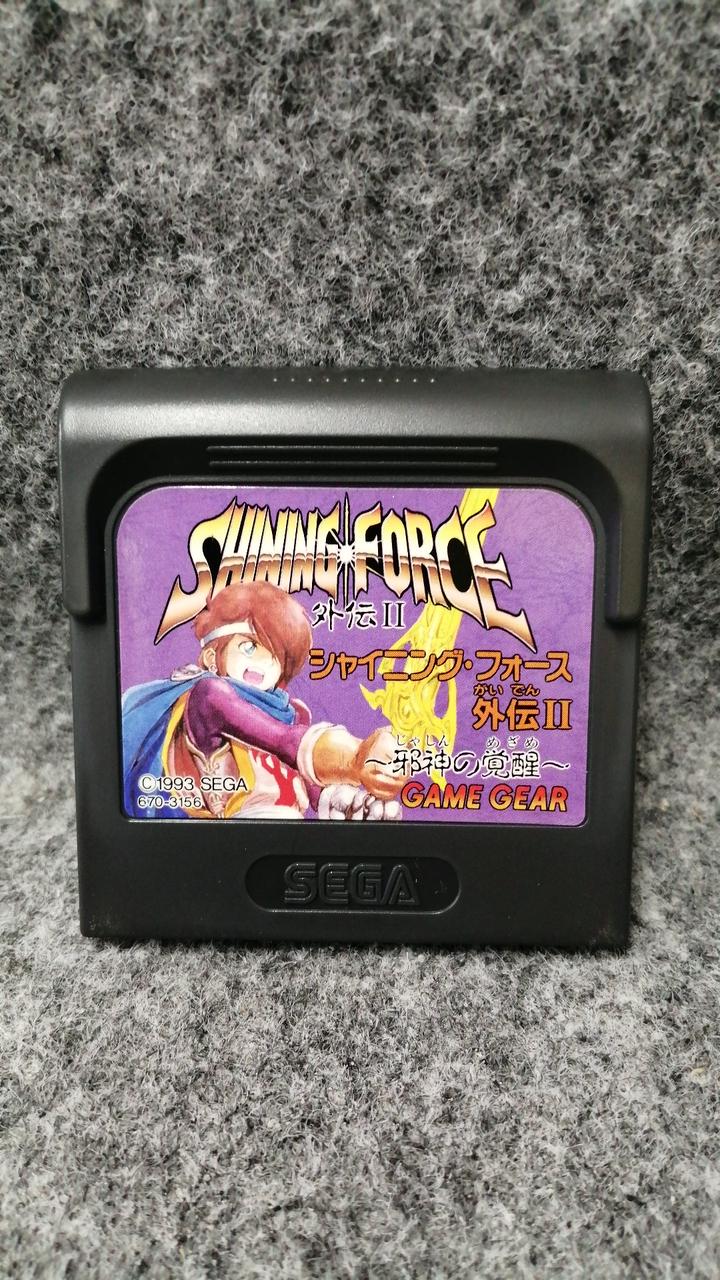 SHINING FORCE
外伝II
シャイニング・フォース
がいでん
外伝II
じゃしん めざめ
～邪神の覚醒～
©1993 SEGA
670-3156
GAME GEAR
SEGA